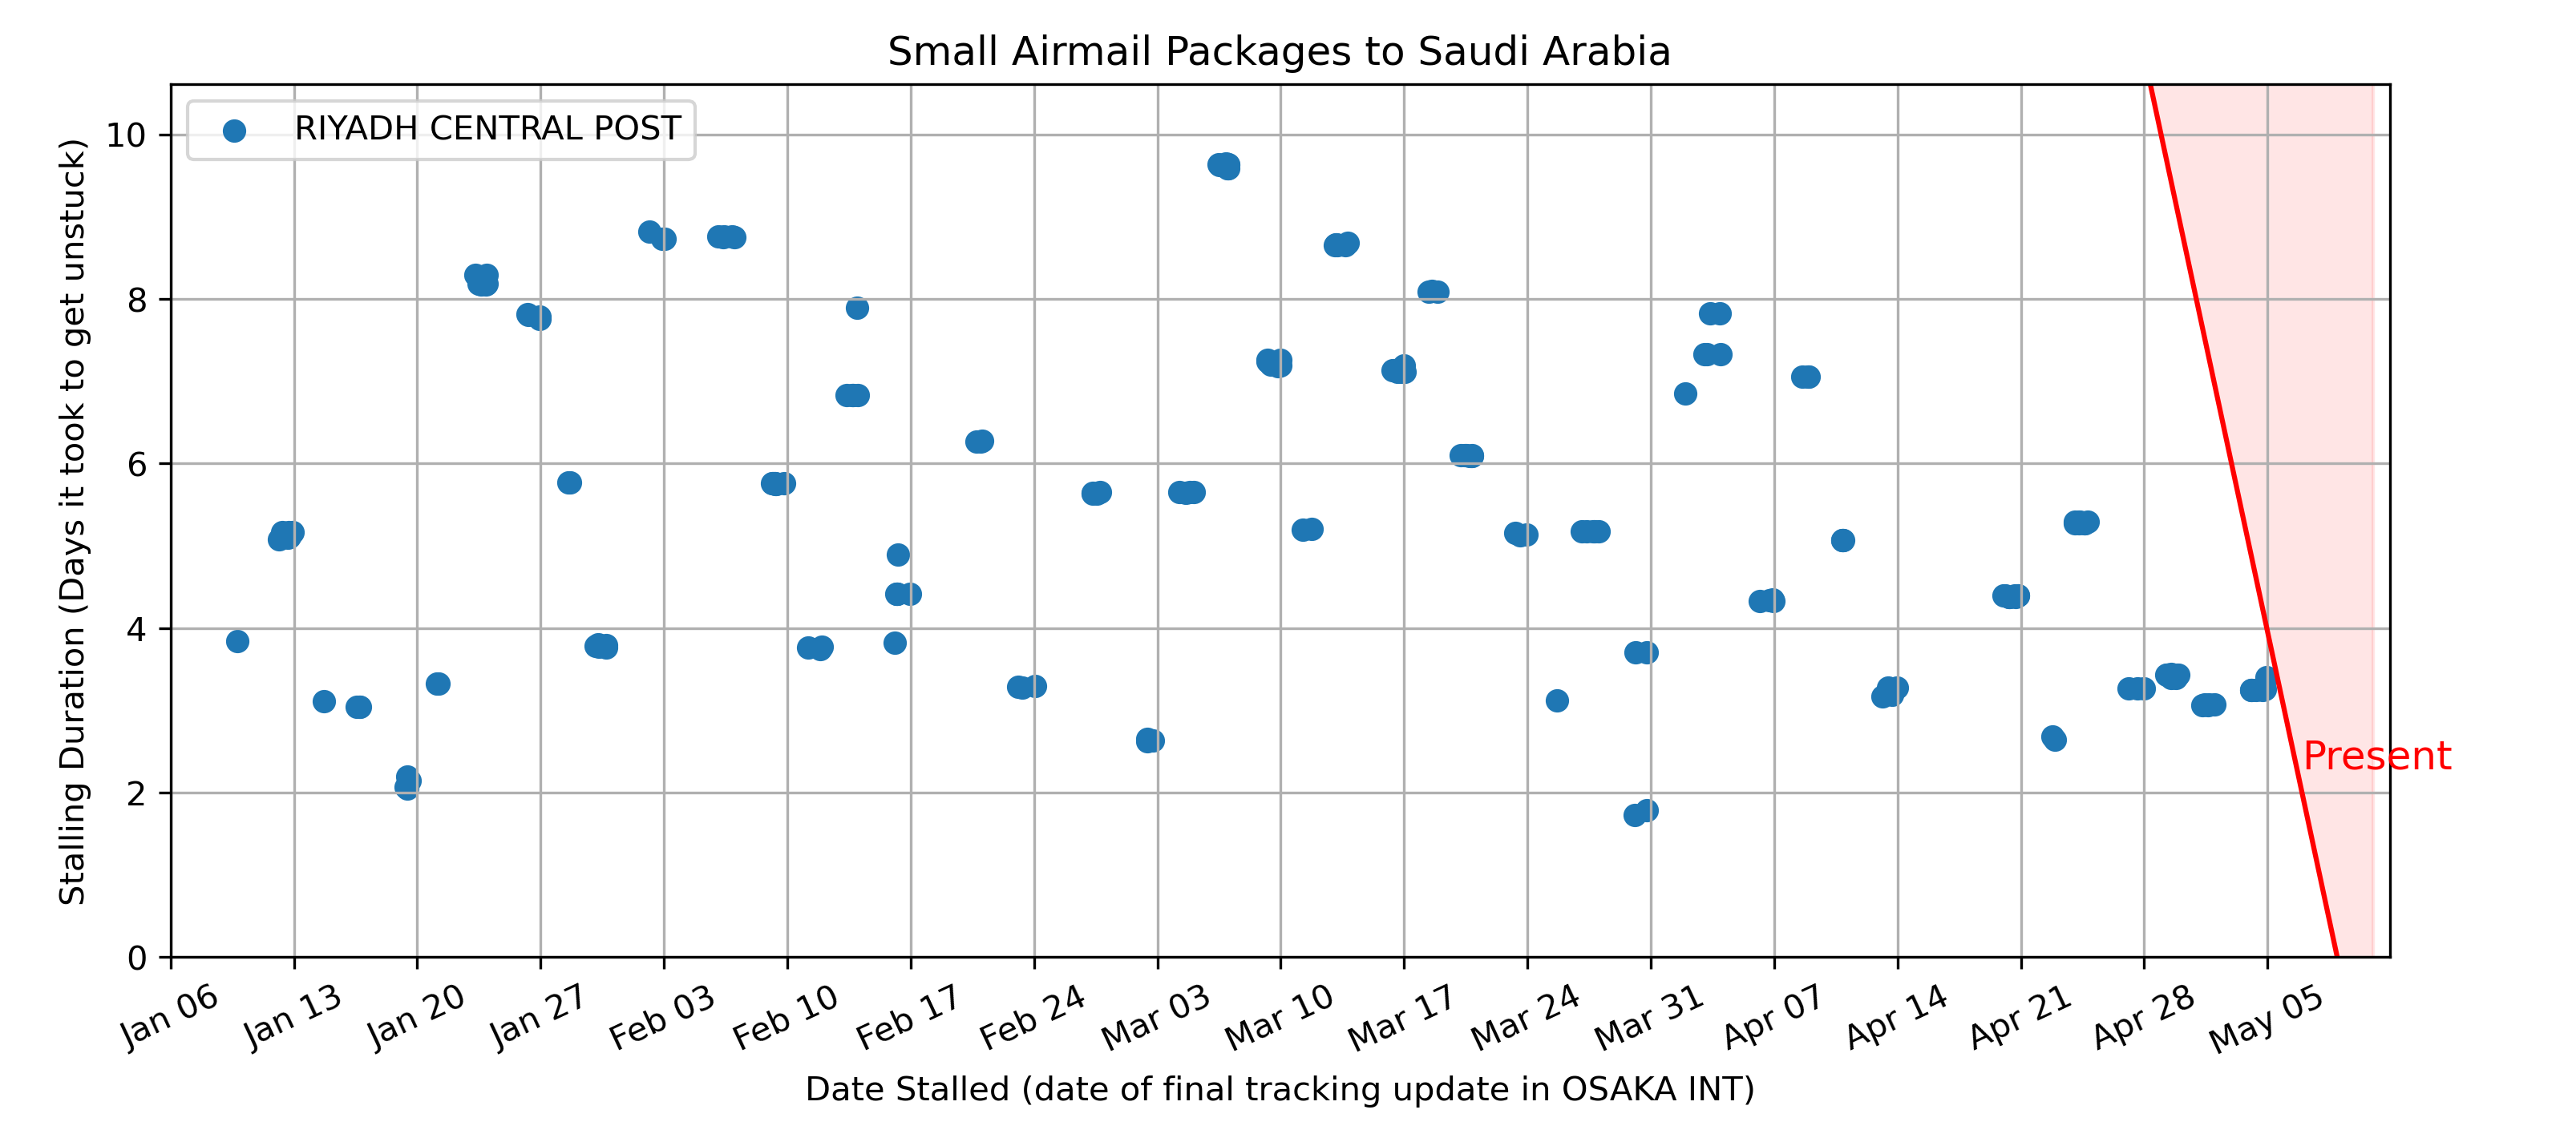 Small Airmail Packages to Saudi Arabia
RIYADH CENTRAL POST
Stalling Duration (Days it took to get unstuck)
10
8
6
4
2
0
Present
Jan 06 Jan 13 Jan 20 Jan 27 Feb 03 Feb 10 Feb 17 Feb 24 Mar 03 Mar 10 Mar 17 Mar 24 Mar 31 Apr 07 Apr 14 Apr 21 Apr 28 May 05
Date Stalled (date of final tracking update in OSAKA INT)